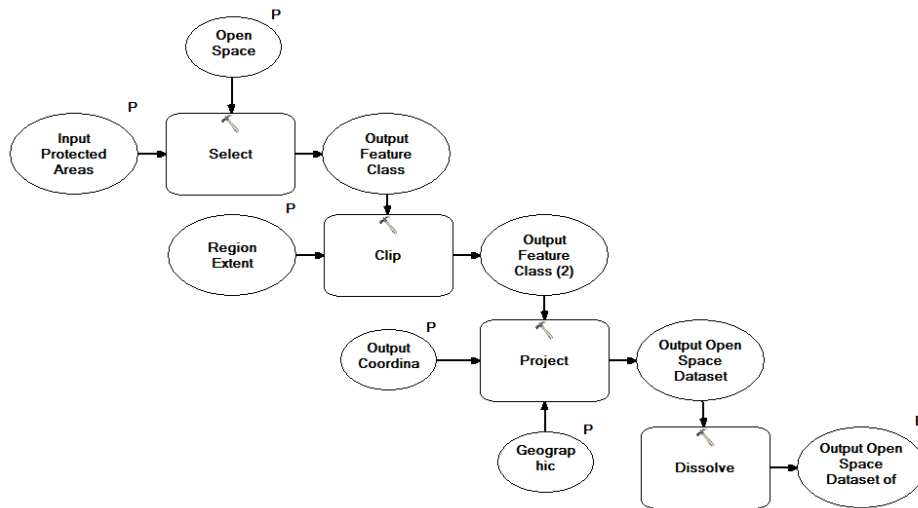 P
Open
Space
P
Input
Protected
Areas
Select
Output
Feature
Class
P
Region
Extent
Clip
Output
Feature
Class (2)
P
Output
Coordina
Project
Output Open
Space
Dataset
P
Geograp
hic
Dissolve
Output Open
Space
Dataset of